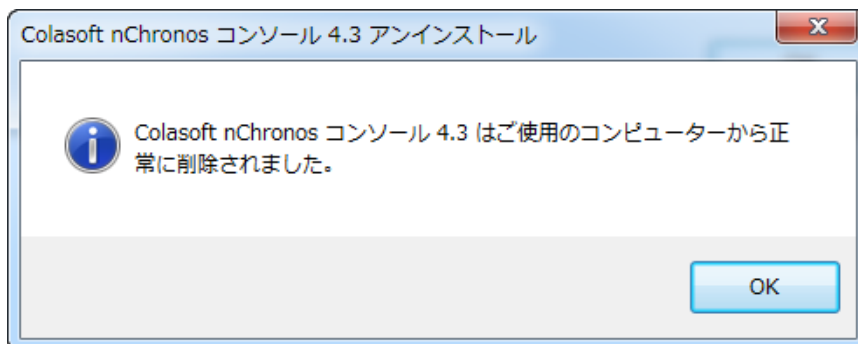 Colasoft nChronos コンソール 4.3 アンインストール
Colasoft nChronos コンソール 4.3 はご使用のコンピューターから正
常に削除されました。
OK